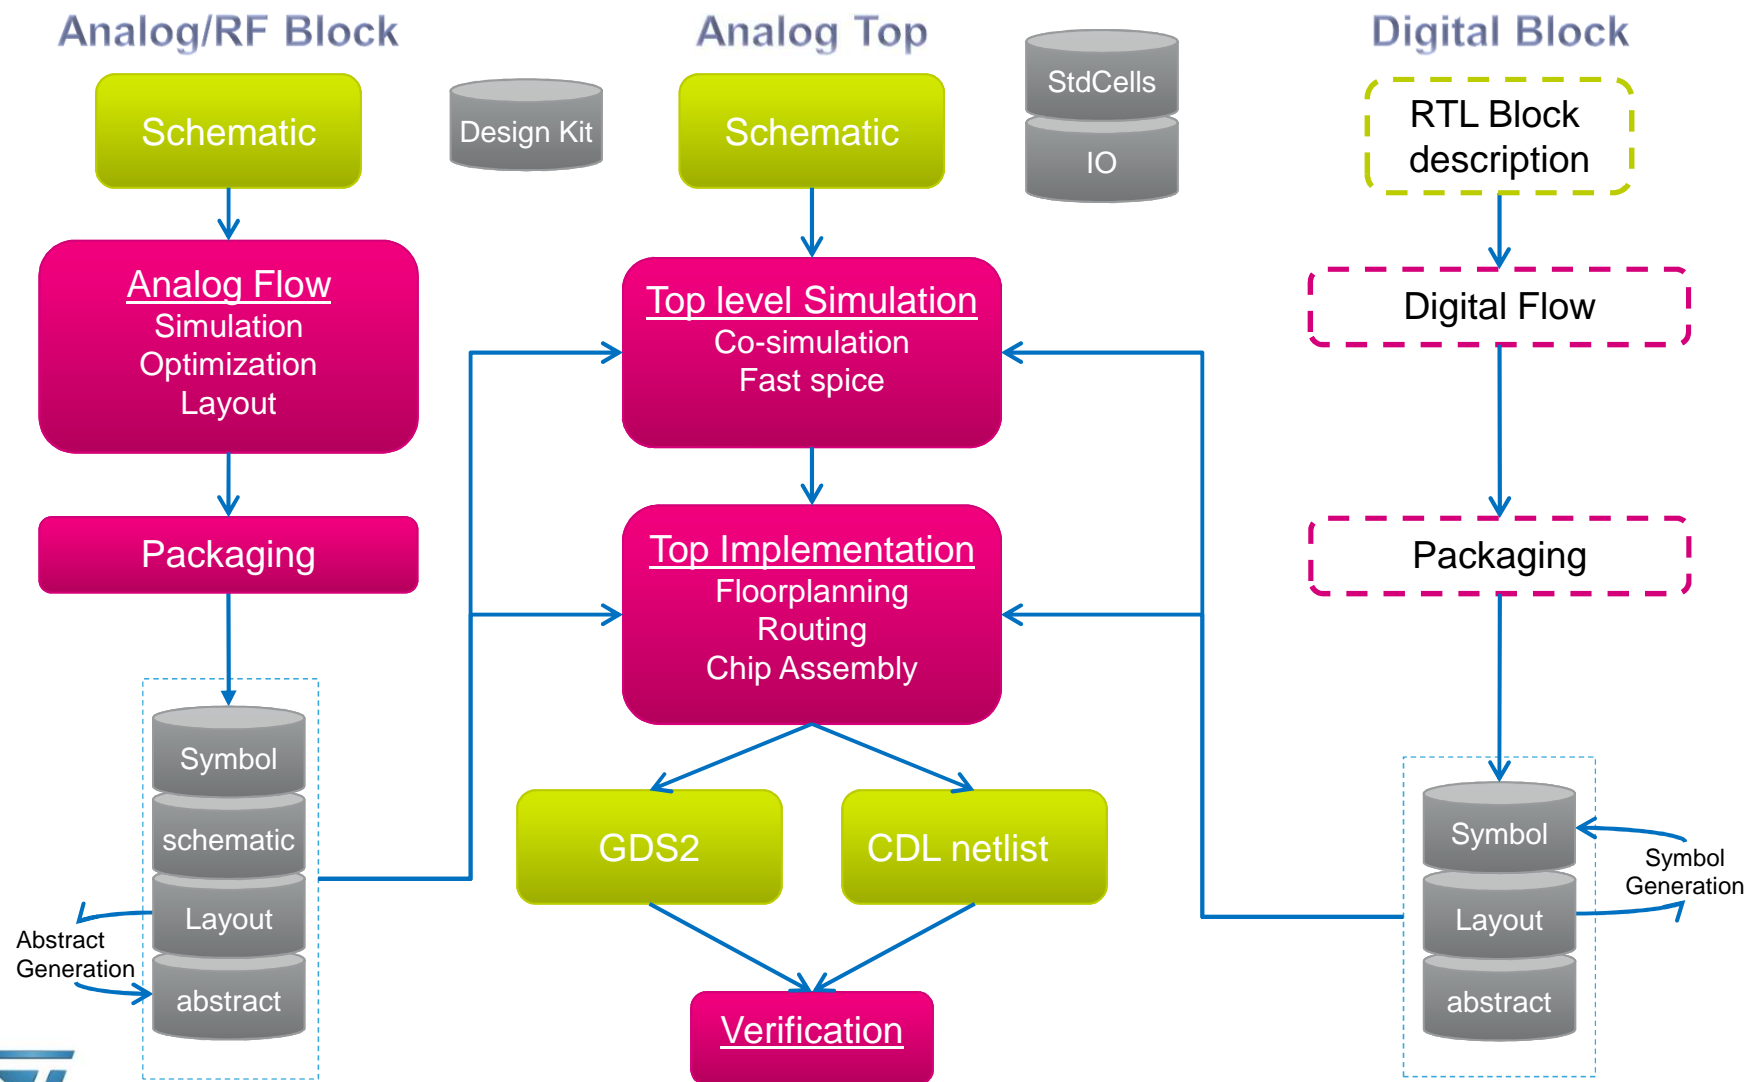 Analog/RF Block
Analog Top
Digital Block
Schematic
Design Kit
Schematic
StdCells
IO
RTL Block
description
Analog Flow
Simulation
Optimization
Layout
Top level Simulation
Co-simulation
Fast spice
Digital Flow
Packaging
Top Implementation
Floorplanning
Routing
Chip Assembly
Packaging
Symbol
schematic
Layout
abstract
Abstract
Generation
GDS2
CDL netlist
Verification
Symbol
Layout
abstract
Symbol
Generation